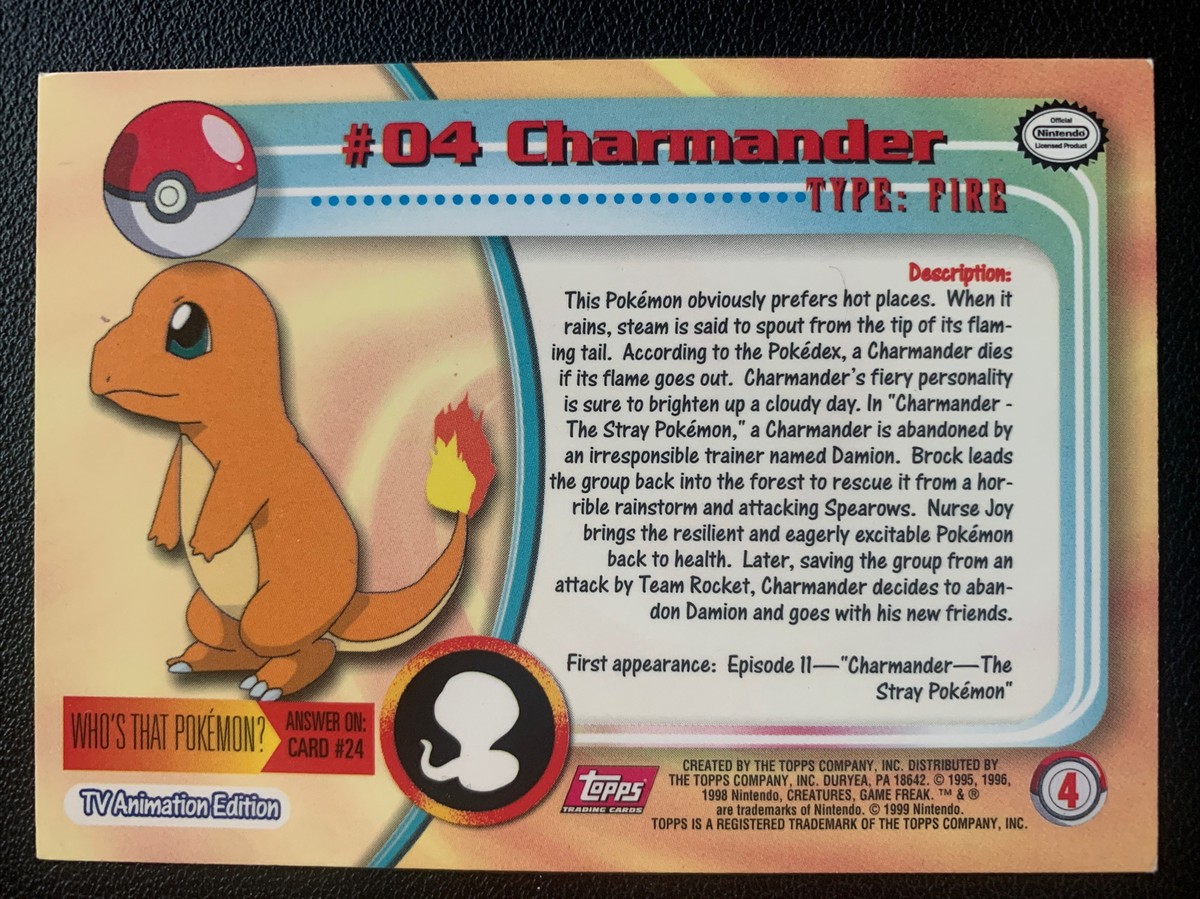 #04 Charmander
Official
Nintendo
Licensed Product
TYPE: FIRE
Description:
This Pokémon obviously prefers hot places. When it
rains, steam is said to spout from the tip of its flam-
ing tail. According to the Pokédex, a Charmander dies
if its flame goes out. Charmander's fiery personality
is sure to brighten up a cloudy day. In "Charmander -
The Stray Pokémon," a Charmander is abandoned by
an irresponsible trainer named Damion. Brock leads
the group back into the forest to rescue it from a hor-
rible rainstorm and attacking Spearows. Nurse Joy
brings the resilient and eagerly excitable Pokémon
back to health. Later, saving the group from an
attack by Team Rocket, Charmander decides to aban-
don Damion and goes with his new friends.
First appearance: Episode 11—"Charmander—The
Stray Pokémon"
WHO'S THAT POKÉMON?
ANSWER ON:
CARD #24
TV Animation Edition
Topps
TRADING CARDS
CREATED BY THE TOPPS COMPANY, INC. DISTRIBUTED BY
THE TOPPS COMPANY, INC. DURYEA, PA 18642. © 1995, 1996,
1998 Nintendo, CREATURES, GAME FREAK. ™ & ®
are trademarks of Nintendo. © 1999 Nintendo.
TOPPS IS A REGISTERED TRADEMARK OF THE TOPPS COMPANY, INC.
4